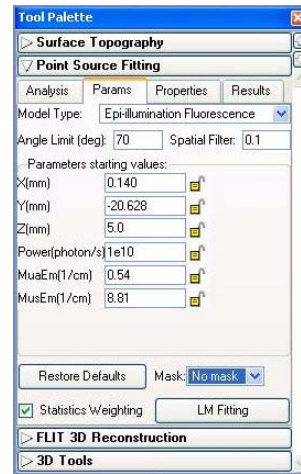 Tool Palette
Surface Topography
Point Source Fitting
Analysis Params Properties Results
Model Type: Epi-illumination Fluorescence
Angle Limit (deg): 70 Spatial Filter: 0.1
Parameters starting values:
X(mm) 0.140
Y(mm) -20.628
Z(mm) 5.0
Power(photon/s) 1e10
MuaEm(1/cm) 0.54
MusEm(1/cm) 8.81
Restore Defaults Mask: No mask
Statistics Weighting LM Fitting
FLIT 3D Reconstruction
3D Tools